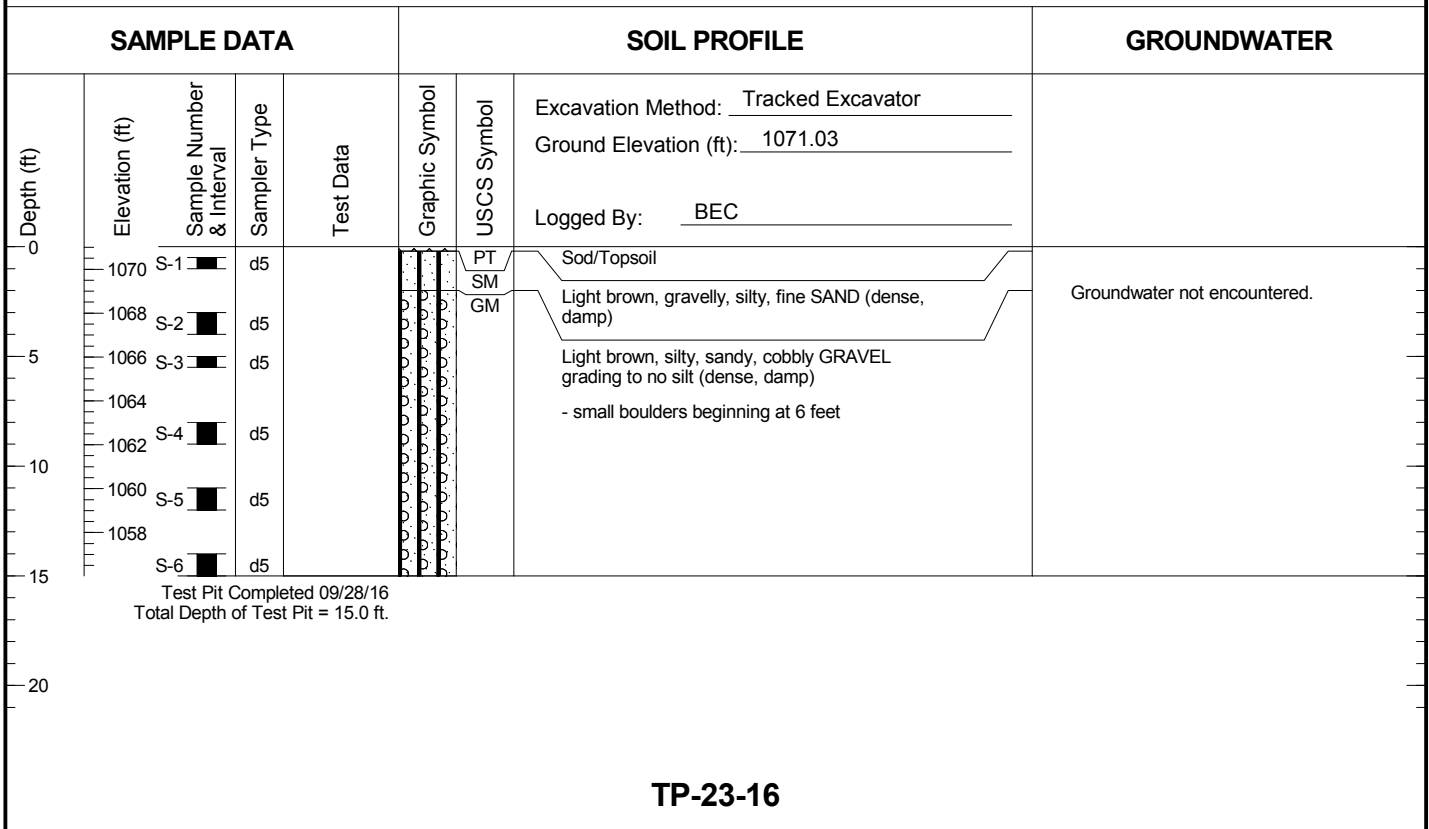 SAMPLE DATA
SOIL PROFILE
GROUNDWATER
Depth (ft)
Elevation (ft)
Sample Number
& Interval
Sampler Type
Test Data
Graphic Symbol
USCS Symbol
Excavation Method: Tracked Excavator
Ground Elevation (ft): 1071.03
Logged By: BEC
0
5
10
15
20
1070
1068
1066
1064
1062
1060
1058
S-1 d5
S-2 d5
S-3 d5
S-4 d5
S-5 d5
S-6 d5
PT
SM
GM
Sod/Topsoil
Light brown, gravelly, silty, fine SAND (dense,
damp)
Light brown, silty, sandy, cobbly GRAVEL
grading to no silt (dense, damp)
- small boulders beginning at 6 feet
Groundwater not encountered.
Test Pit Completed 09/28/16
Total Depth of Test Pit = 15.0 ft.
TP-23-16